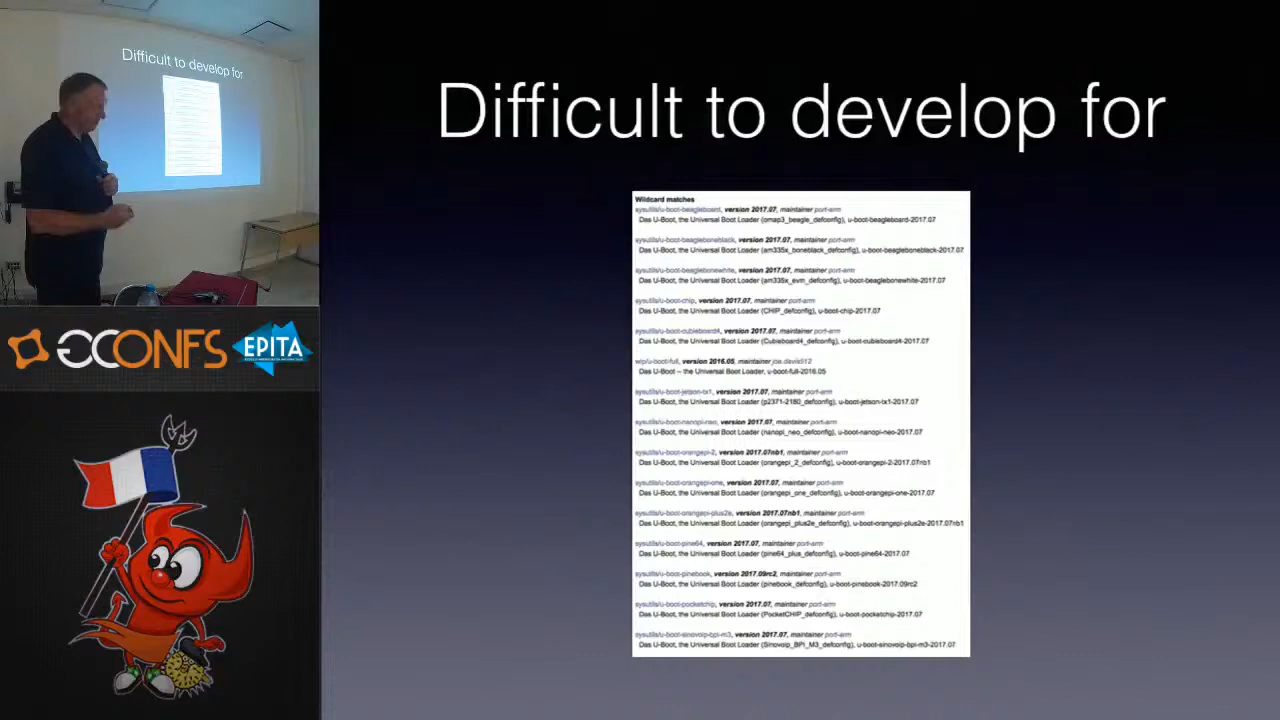 Difficult to develop for
Difficult to develop for
Wildcard matches
sysutils/u-boot-beagleboard, version 2017.07, maintainer port-arm
Das U-Boot, the Universal Boot Loader (omap3_beagle_defconfig), u-boot-beagleboard-2017.07
sysutils/u-boot-beagleboneblack, version 2017.07, maintainer port-arm
Das U-Boot, the Universal Boot Loader (am335x_boneblack_defconfig), u-boot-beagleboneblack-2017.07
sysutils/u-boot-beaglebonewhite, version 2017.07, maintainer port-arm
Das U-Boot, the Universal Boot Loader (am335x_evm_defconfig), u-boot-beaglebonewhite-2017.07
sysutils/u-boot-chip, version 2017.07, maintainer port-arm
Das U-Boot, the Universal Boot Loader (CHIP_defconfig), u-boot-chip-2017.07
sysutils/u-boot-cubieboard4, version 2017.07, maintainer port-arm
Das U-Boot, the Universal Boot Loader (Cubieboard4_defconfig), u-boot-cubieboard4-2017.07
wip/u-boot-full, version 2016.05, maintainer jox.davis512
Das U-Boot -- the Universal Boot Loader, u-boot-full-2016.05
sysutils/u-boot-jetson-tx1, version 2017.07, maintainer port-arm
Das U-Boot, the Universal Boot Loader (p2371-2180_defconfig), u-boot-jetson-tx1-2017.07
sysutils/u-boot-nanopi-neo, version 2017.07, maintainer port-arm
Das U-Boot, the Universal Boot Loader (nanopi_neo_defconfig), u-boot-nanopi-neo-2017.07
sysutils/u-boot-orangepi-2, version 2017.07nb1, maintainer port-arm
Das U-Boot, the Universal Boot Loader (orangepi_2_defconfig), u-boot-orangepi-2-2017.07nb1
sysutils/u-boot-orangepi-one, version 2017.07, maintainer port-arm
Das U-Boot, the Universal Boot Loader (orangepi_one_defconfig), u-boot-orangepi-one-2017.07
sysutils/u-boot-orangepi-plus2e, version 2017.07nb1, maintainer port-arm
Das U-Boot, the Universal Boot Loader (orangepi_plus2e_defconfig), u-boot-orangepi-plus2e-2017.07nb1
sysutils/u-boot-pine64, version 2017.07, maintainer port-arm
Das U-Boot, the Universal Boot Loader (pine64_plus_defconfig), u-boot-pine64-2017.07
sysutils/u-boot-pinebook, version 2017.09rc2, maintainer port-arm
Das U-Boot, the Universal Boot Loader (pinebook_defconfig), u-boot-pinebook-2017.09rc2
sysutils/u-boot-pocketchip, version 2017.07, maintainer port-arm
Das U-Boot, the Universal Boot Loader (PocketCHIP_defconfig), u-boot-pocketchip-2017.07
sysutils/u-boot-sinovoip-bpi-m3, version 2017.07, maintainer port-arm
Das U-Boot, the Universal Boot Loader (Sinovoip_BPI_M3_defconfig), u-boot-sinovoip-bpi-m3-2017.07
GCONFS
EPITA